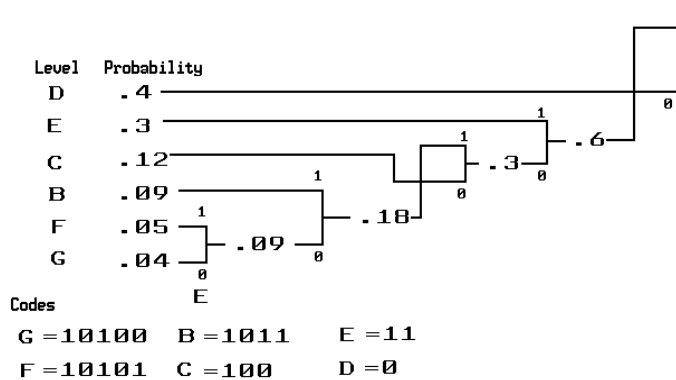 Level Probability
1
D .4
0
E .3
1
.6
C .12
1
.3
0
B .09
1
0
F .05
1
.18
.09
0
G .04
0
E
Codes
G =10100 B =1011 E =11
F =10101 C =100 D =0